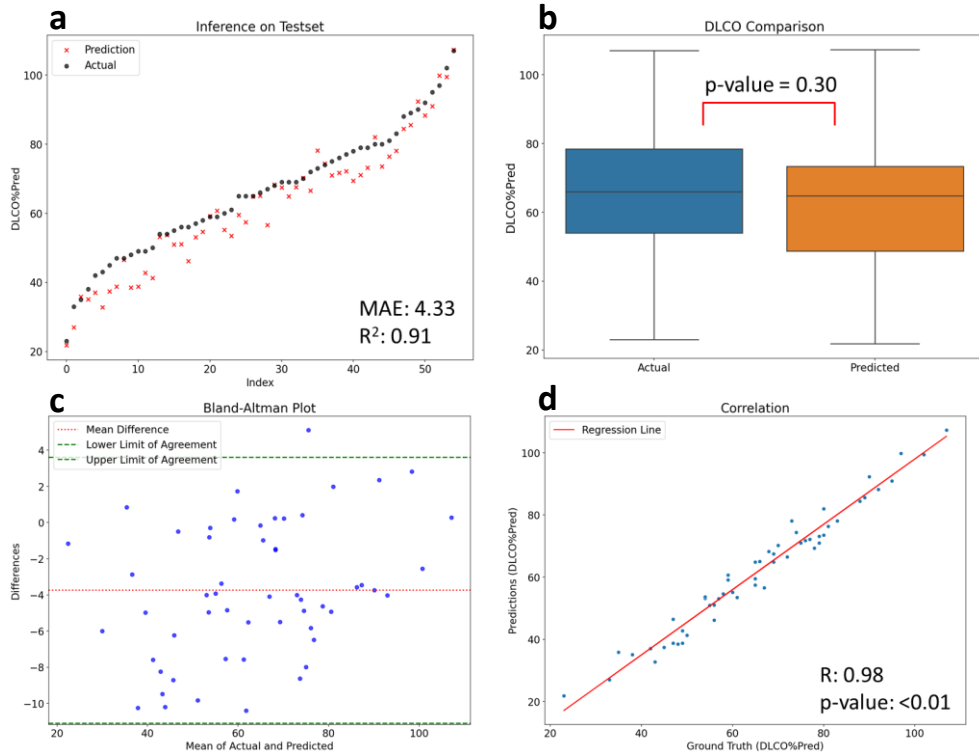 a
Inference on Testset
Prediction
Actual
DLCO%Pred
100
80
60
40
20
0
10
20
30
40
50
Index
MAE: 4.33
R²: 0.91
b
DLCO Comparison
p-value = 0.30
DLCO%Pred
100
80
60
40
20
Actual
Predicted
c
Bland-Altman Plot
Mean Difference
Lower Limit of Agreement
Upper Limit of Agreement
Differences
4
2
0
−2
−4
−6
−8
−10
20
40
60
80
100
Mean of Actual and Predicted
d
Correlation
Regression Line
Predictions (DLCO%Pred)
100
80
60
40
20
20
40
60
80
100
Ground Truth (DLCO%Pred)
R: 0.98
p-value: <0.01